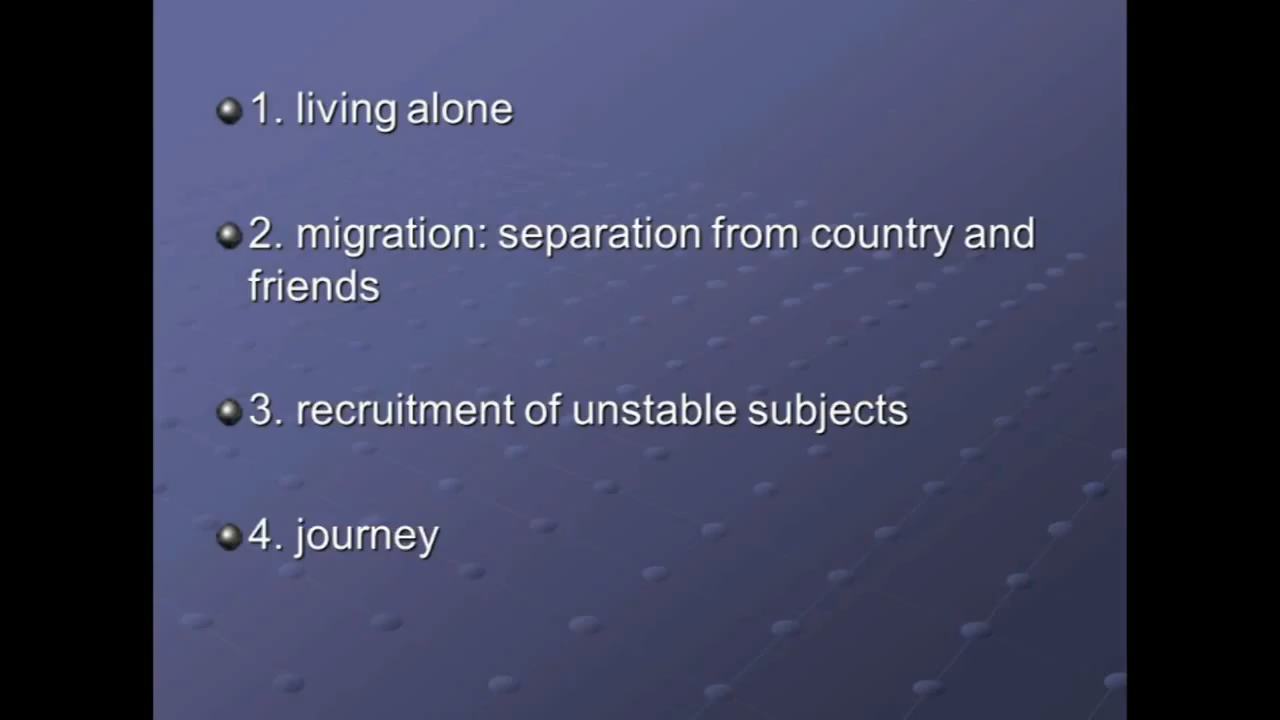 1. living alone
2. migration: separation from country and
friends
3. recruitment of unstable subjects
4. journey